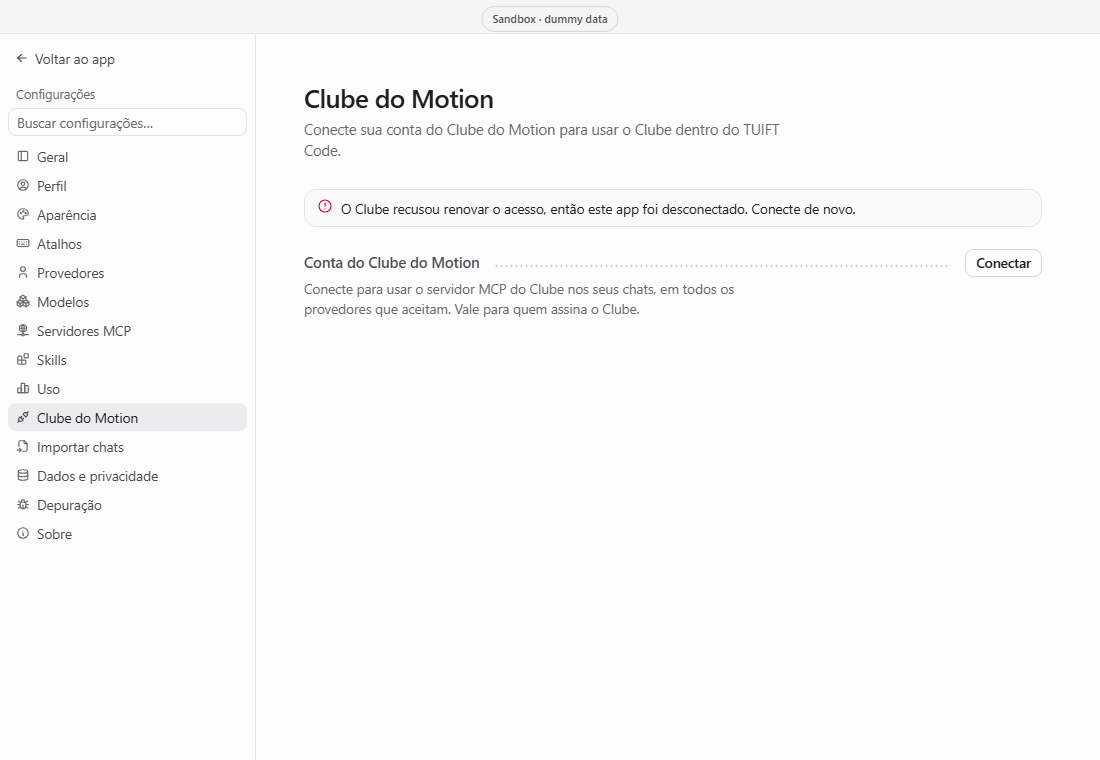 Sandbox · dummy data
Voltar ao app
Configurações
Buscar configurações...
Geral
Perfil
Aparência
Atalhos
Provedores
Modelos
Servidores MCP
Skills
Uso
Clube do Motion
Importar chats
Dados e privacidade
Depuração
Sobre
Clube do Motion
Conecte sua conta do Clube do Motion para usar o Clube dentro do TUIFT
Code.
O Clube recusou renovar o acesso, então este app foi desconectado. Conecte de novo.
Conta do Clube do Motion
Conectar
Conecte para usar o servidor MCP do Clube nos seus chats, em todos os
provedores que aceitam. Vale para quem assina o Clube.